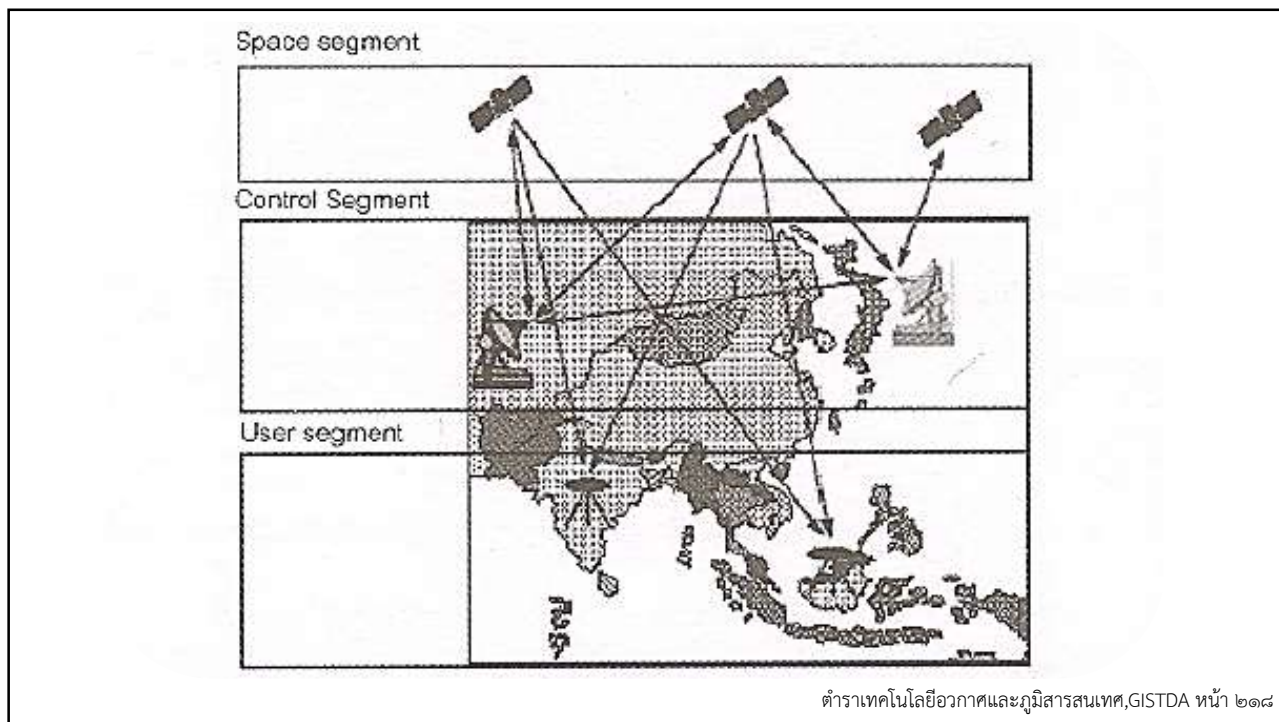 Space segment
Control Segment
User segment
ตำราเทคโนโลยีอวกาศและภูมิสารสนเทศ,GISTDA หน้า ๒๑๘